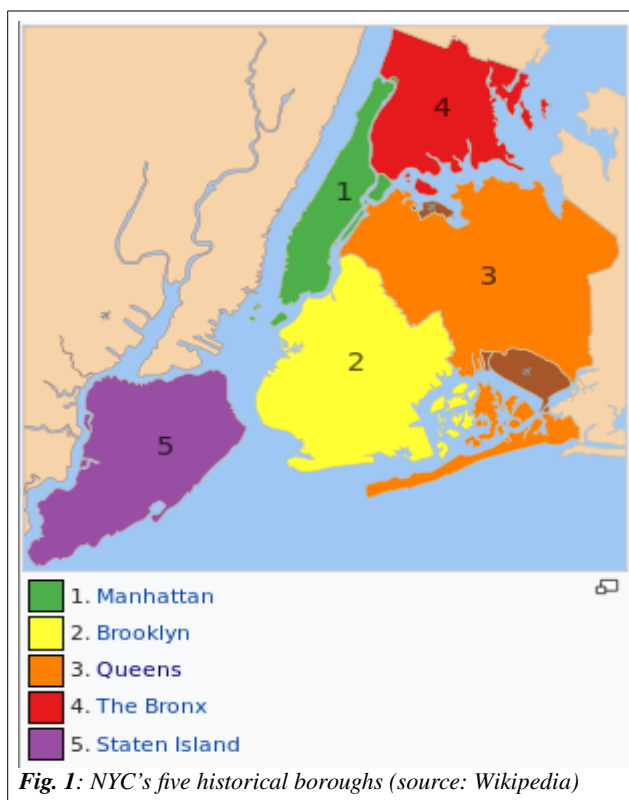 4
1
3
2
5
1. Manhattan
2. Brooklyn
3. Queens
4. The Bronx
5. Staten Island
Fig. 1: NYC's five historical boroughs (source: Wikipedia)